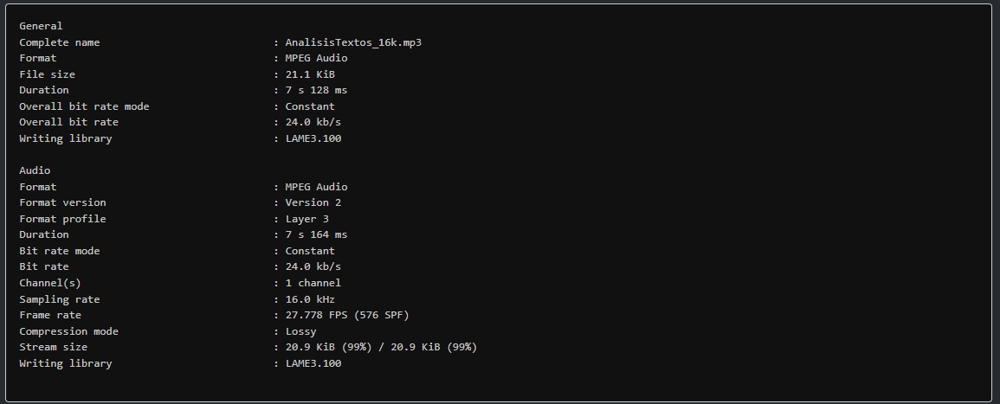 General
Complete name : AnalisisTextos_16k.mp3
Format : MPEG Audio
File size : 21.1 KiB
Duration : 7 s 128 ms
Overall bit rate mode : Constant
Overall bit rate : 24.0 kb/s
Writing library : LAME3.100
Audio
Format : MPEG Audio
Format version : Version 2
Format profile : Layer 3
Duration : 7 s 164 ms
Bit rate mode : Constant
Bit rate : 24.0 kb/s
Channel(s) : 1 channel
Sampling rate : 16.0 kHz
Frame rate : 27.778 FPS (576 SPF)
Compression mode : Lossy
Stream size : 20.9 KiB (99%) / 20.9 KiB (99%)
Writing library : LAME3.100